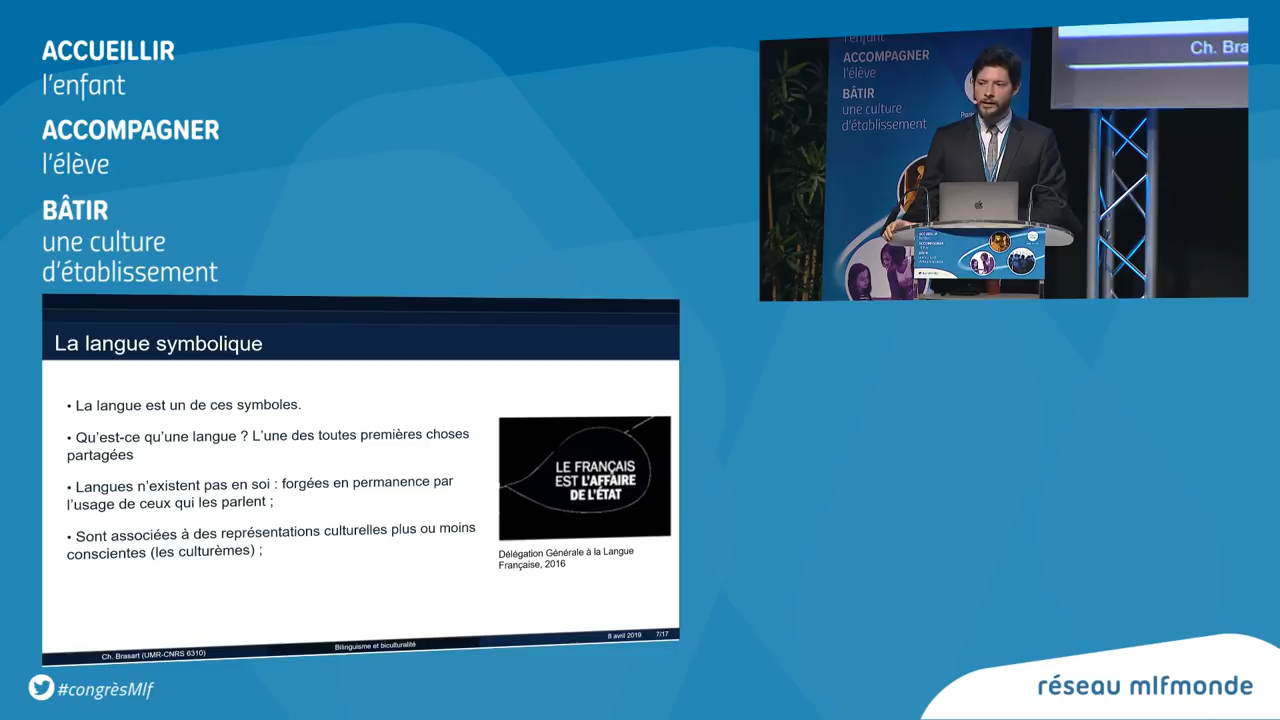 ACCUEILLIR
l'enfant
ACCOMPAGNER
l'élève
BÂTIR
une culture
d'établissement
l'enfant
ACCOMPAGNER
l'élève
BÂTIR
une culture
d'établissement
Ch. Bra
La langue symbolique
• La langue est un de ces symboles.
• Qu'est-ce qu'une langue ? L'une des toutes premières choses
partagées
• Langues n'existent pas en soi : forgées en permanence par
l'usage de ceux qui les parlent ;
• Sont associées à des représentations culturelles plus ou moins
conscientes (les culturèmes) ;
LE FRANÇAIS
EST L'AFFAIRE
DE L'ÉTAT
Délégation Générale à la Langue
Française, 2016
Ch. Brasart (UMR-CNRS 6310)
Bilinguisme et biculturalité
8 avril 2019
7/17
#congrèsMlf
réseau mlfmonde